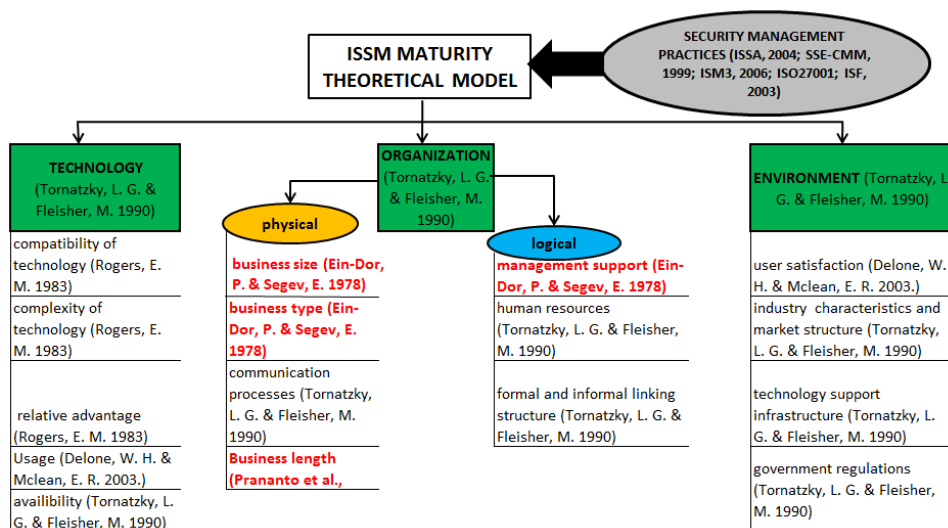 ISSM MATURITY
THEORETICAL MODEL
SECURITY MANAGEMENT
PRACTICES (ISSA, 2004; SSE-CMM,
1999; ISM3, 2006; ISO27001; ISF,
2003)
TECHNOLOGY
(Tornatzky, L. G. &
Fleisher, M. 1990)
compatibility of
technology (Rogers, E.
M. 1983)
complexity of
technology (Rogers, E.
M. 1983)
relative advantage
(Rogers, E. M. 1983)
Usage (Delone, W. H. &
Mclean, E. R. 2003.)
availibility (Tornatzky, L.
G. & Fleisher, M. 1990)
ORGANIZATION
(Tornatzky, L. G.
& Fleisher, M.
1990)
physical
business size (Ein-Dor,
P. & Segev, E. 1978)
business type (Ein-
Dor, P. & Segev, E.
1978)
communication
processes (Tornatzky,
L. G. & Fleisher, M.
1990)
Business length
(Prananto et al.,
logical
management support (Ein-
Dor, P. & Segev, E. 1978)
human resources
(Tornatzky, L. G. & Fleisher,
M. 1990)
formal and informal linking
structure (Tornatzky, L. G. &
Fleisher, M. 1990)
ENVIRONMENT (Tornatzky, L.
G. & Fleisher, M. 1990)
user satisfaction (Delone, W.
H. & Mclean, E. R. 2003.)
industry characteristics and
market structure (Tornatzky,
L. G. & Fleisher, M. 1990)
technology support
infrastructure (Tornatzky, L.
G. & Fleisher, M. 1990)
government regulations
(Tornatzky, L. G. & Fleisher,
M. 1990)